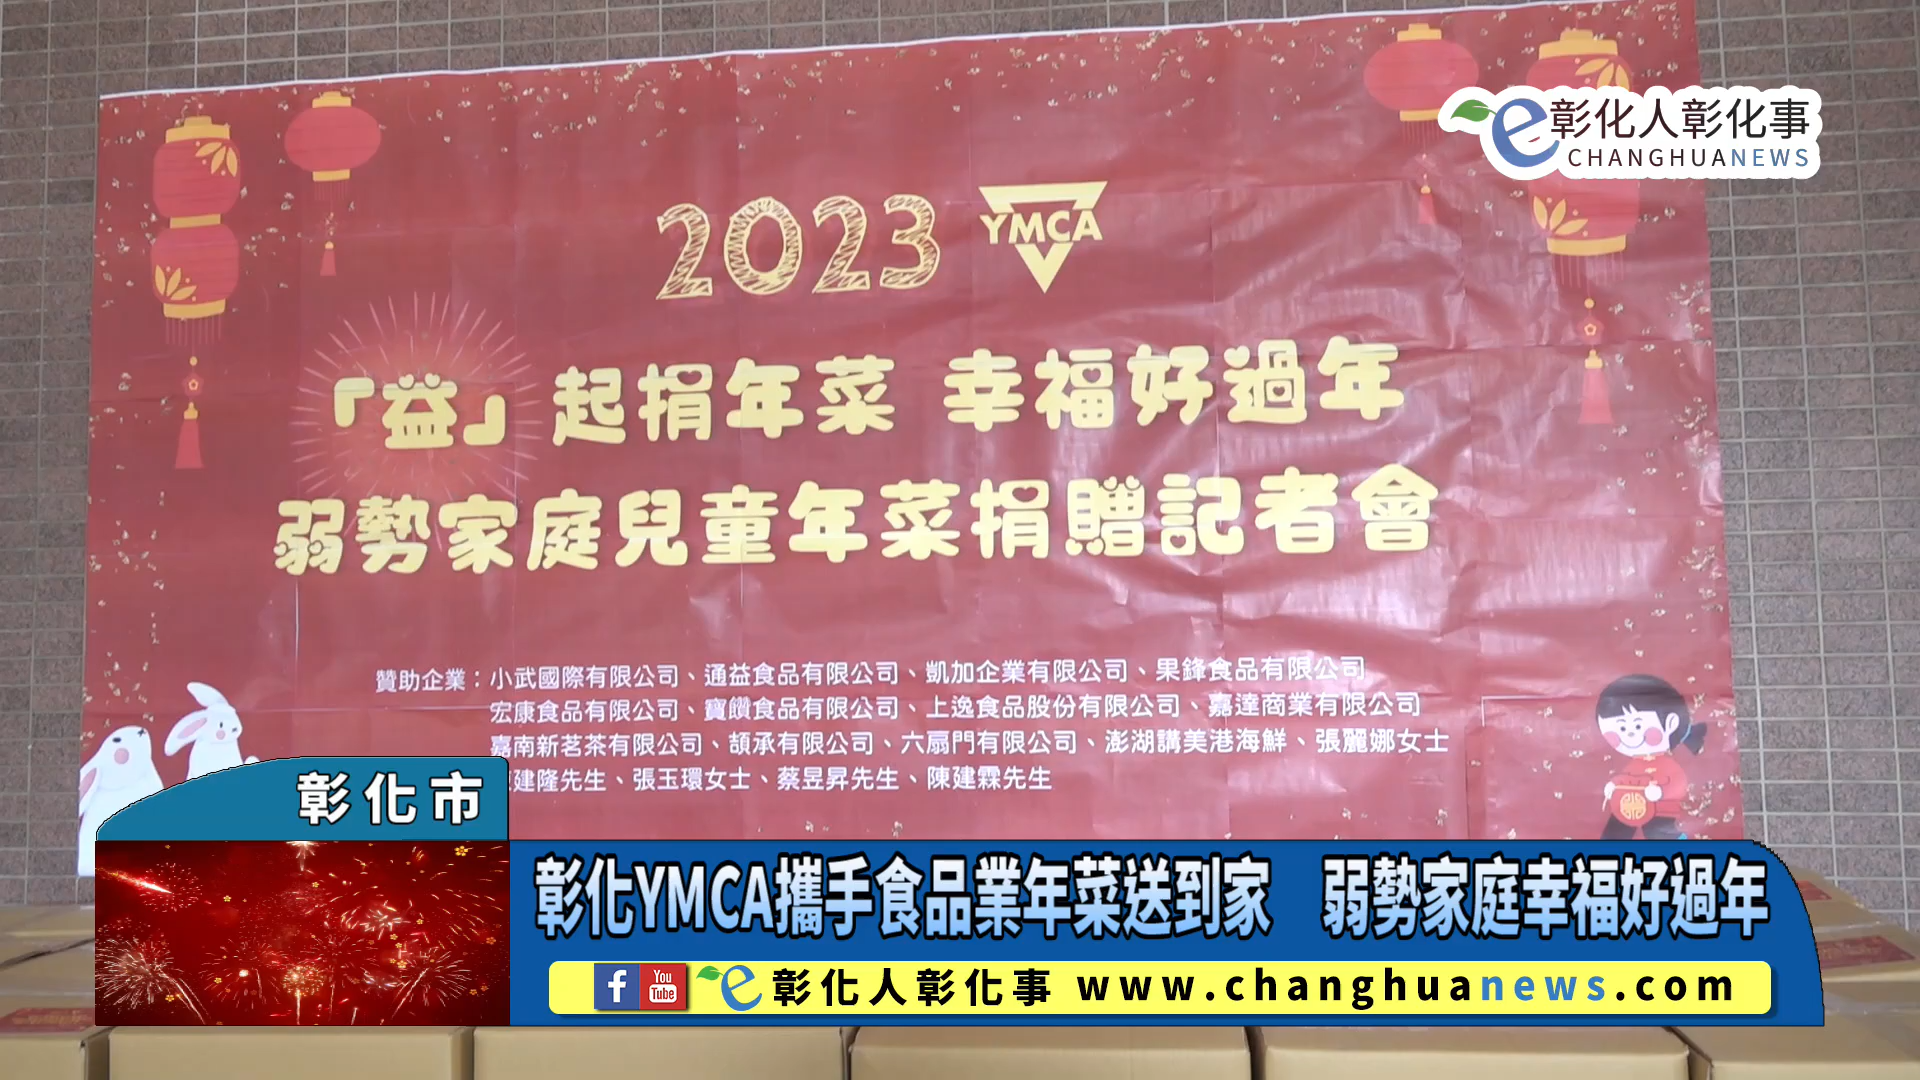 彰化人彰化事
CHANGHUANEWS
2023 YMCA
「益」起捐年菜 幸福好過年
弱勢家庭兒童年菜捐贈記者會
贊助企業：小武國際有限公司、通益食品有限公司、凱加企業有限公司、果鋒食品有限公司
宏康食品有限公司、寶饌食品有限公司、上逸食品股份有限公司、嘉達商業有限公司
嘉南新茗茶有限公司、頡承有限公司、六扇門有限公司、澎湖講美港海鮮、張麗娜女士
建隆先生、張玉環女士、蔡昱昇先生、陳建霖先生
彰化市
彰化YMCA攜手食品業年菜送到家 弱勢家庭幸福好過年
f You Tube e 彰化人彰化事 www.changhuanews.com